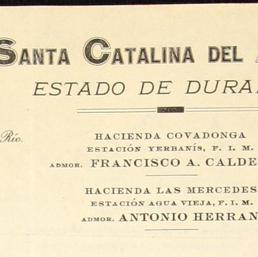 SANTA CATALINA DEL
ESTADO DE DURA
Rio.
HACIENDA COVADONGA
ESTACIÓN YERBANÍS, F. I. M.
ADMOR. FRANCISCO A. CALDE
HACIENDA LAS MERCEDES
ESTACIÓN AGUA VIEJA, F. I. M.
ADMOR. ANTONIO HERRAN